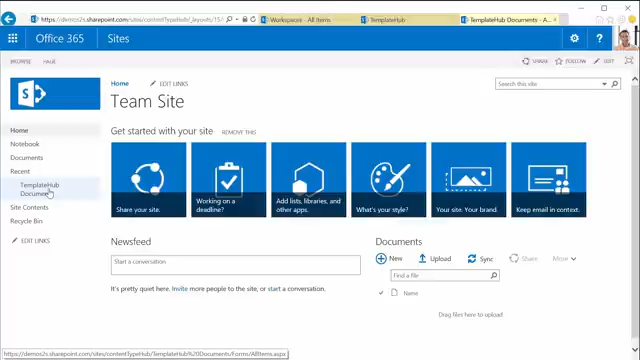 https://demos2s.sharepoint.com/sites/contentTypeHub/_layouts/15/
Workspace - All Items
TemplateHub
TemplateHub Documents - A...
Office 365
Sites
BROWSE
PAGE
SHARE
FOLLOW
EDIT
S
Home
EDIT LINKS
Search this site
Team Site
Home
Notebook
Documents
Recent
TemplateHub
Documents
Site Contents
Recycle Bin
EDIT LINKS
Get started with your site
REMOVE THIS
Share your site.
Working on a
deadline?
Add lists, libraries, and
other apps.
What's your style?
Your site. Your brand.
Keep email in context.
Newsfeed
Start a conversation
It's pretty quiet here. Invite more people to the site, or start a conversation.
Documents
New
Upload
Sync
Share
More
Find a file
Name
Drag files here to upload
https://demos2s.sharepoint.com/sites/contentTypeHub/TemplateHub%20Documents/Forms/AllItems.aspx